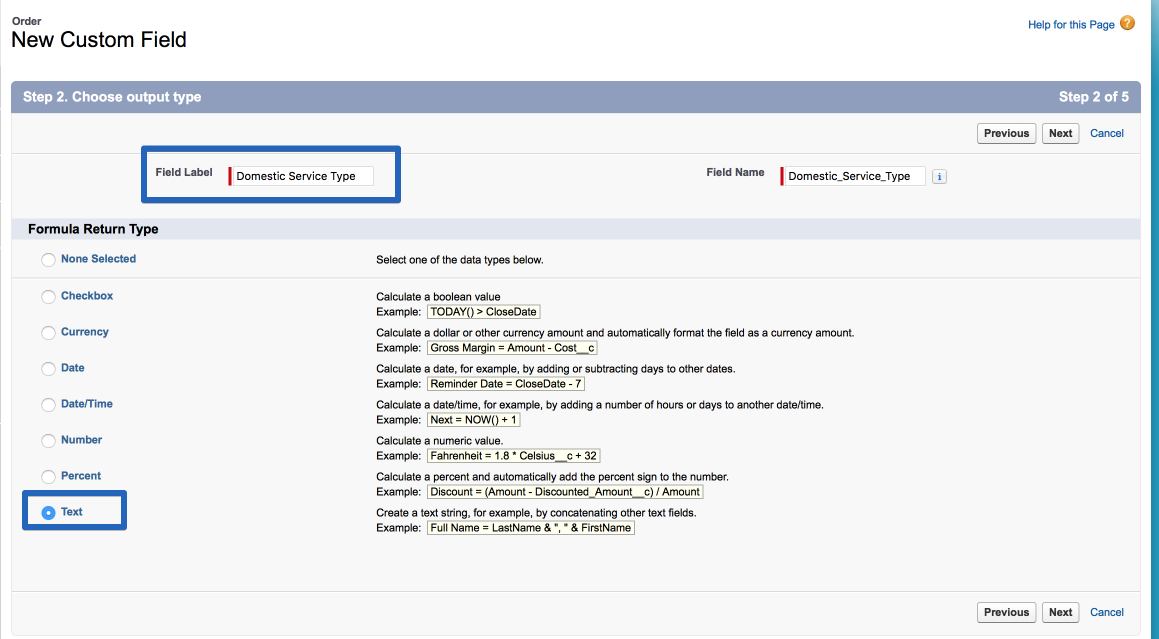 Order
New Custom Field
Help for this Page ?
Step 2. Choose output type
Step 2 of 5
Previous Next Cancel
Field Label Domestic Service Type
Field Name Domestic_Service_Type i
Formula Return Type
None Selected Select one of the data types below.
Checkbox Calculate a boolean value
Example: TODAY() > CloseDate
Currency Calculate a dollar or other currency amount and automatically format the field as a currency amount.
Example: Gross Margin = Amount - Cost__c
Date Calculate a date, for example, by adding or subtracting days to other dates.
Example: Reminder Date = CloseDate - 7
Date/Time Calculate a date/time, for example, by adding a number of hours or days to another date/time.
Example: Next = NOW() + 1
Number Calculate a numeric value.
Example: Fahrenheit = 1.8 * Celsius__c + 32
Percent Calculate a percent and automatically add the percent sign to the number.
Example: Discount = (Amount - Discounted_Amount__c) / Amount
Text Create a text string, for example, by concatenating other text fields.
Example: Full Name = LastName & ", " & FirstName
Previous Next Cancel